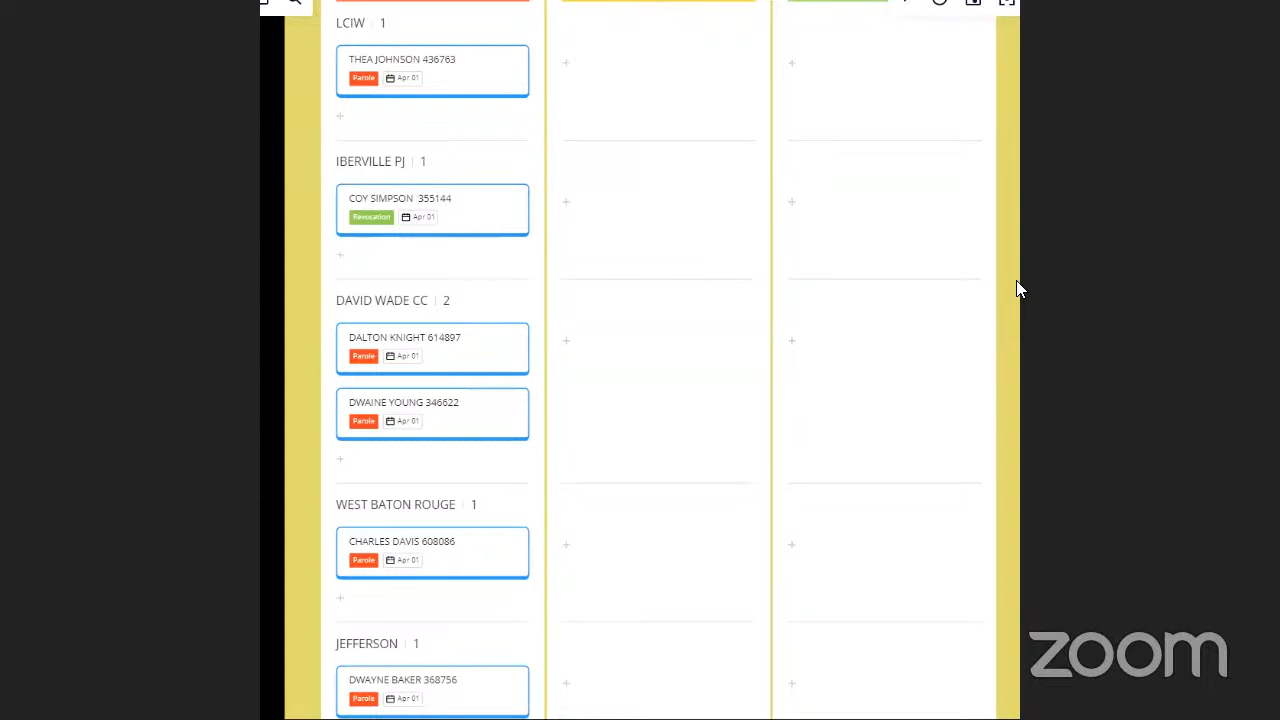 LCIW | 1
THEA JOHNSON 436763
Parole Apr 01
+ + +
IBERVILLE PJ | 1
COY SIMPSON 355144
Revocation Apr 01
+ + +
DAVID WADE CC | 2
DALTON KNIGHT 614897
Parole Apr 01
+ +
DWAINE YOUNG 346622
Parole Apr 01
+
WEST BATON ROUGE | 1
CHARLES DAVIS 608086
Parole Apr 01
+ + +
JEFFERSON | 1
DWAYNE BAKER 368756
Parole Apr 01
+ +
zoom